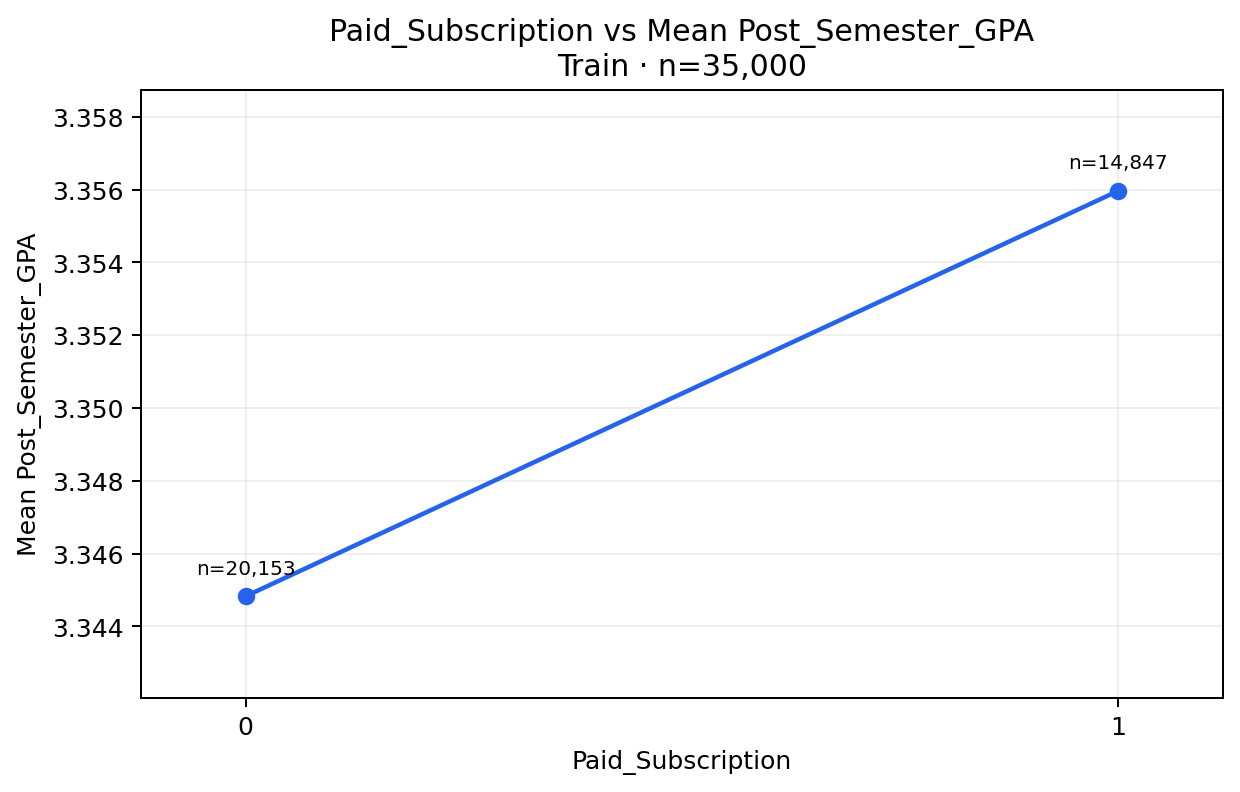 Paid_Subscription vs Mean Post_Semester_GPA
Train · n=35,000
Mean Post_Semester_GPA
3.358
3.356
3.354
3.352
3.350
3.348
3.346
3.344
n=14,847
n=20,153
0
1
Paid_Subscription